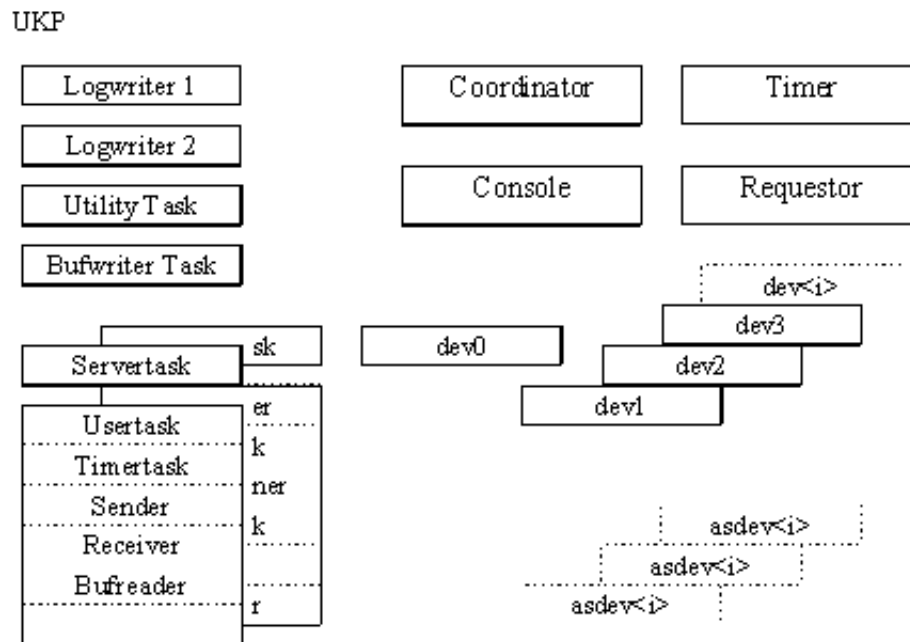 UKP
Logwriter 1
Coordinator
Timer
Logwriter 2
Utility Task
Console
Requestor
Bufwriter Task
dev<i>
dev3
sk
dev0
dev2
Servertask
dev1
er
Usertask
k
Timertask
ner
Sender
k
asdev<i>
Receiver
asdev<i>
Bufreader
r
asdev<i>